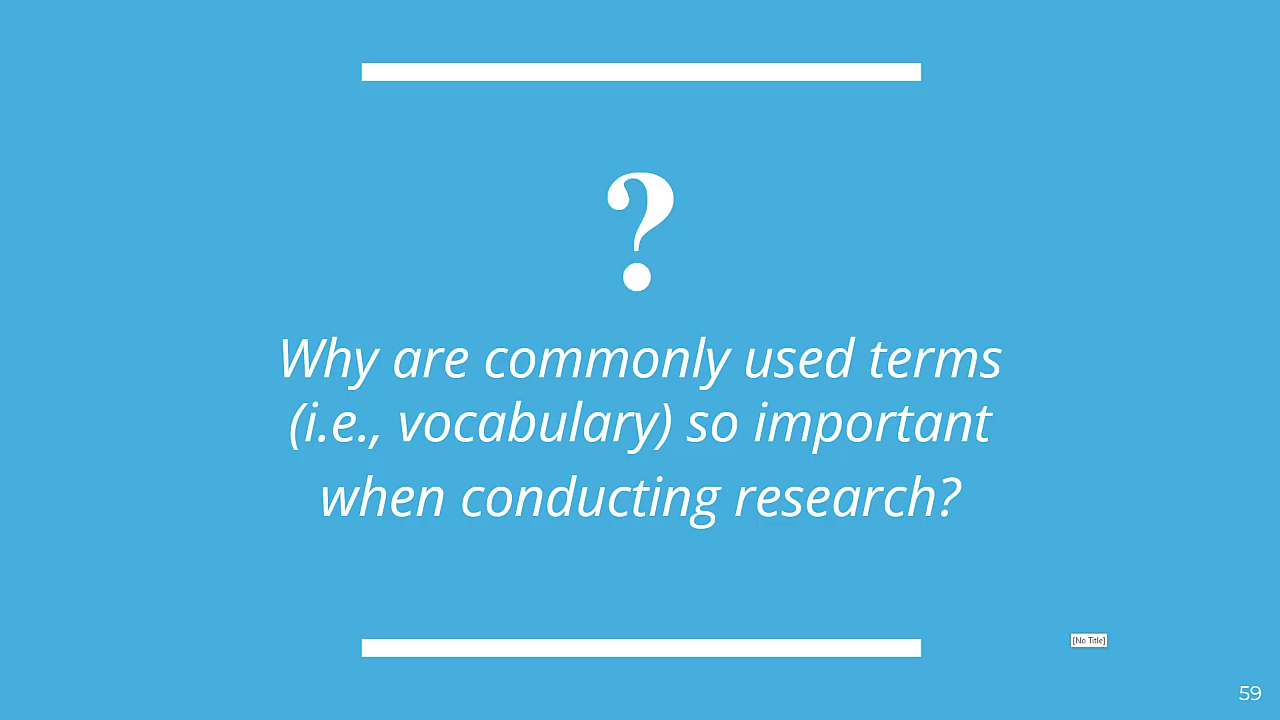 ?
Why are commonly used terms
(i.e., vocabulary) so important
when conducting research?
[No Title]
59